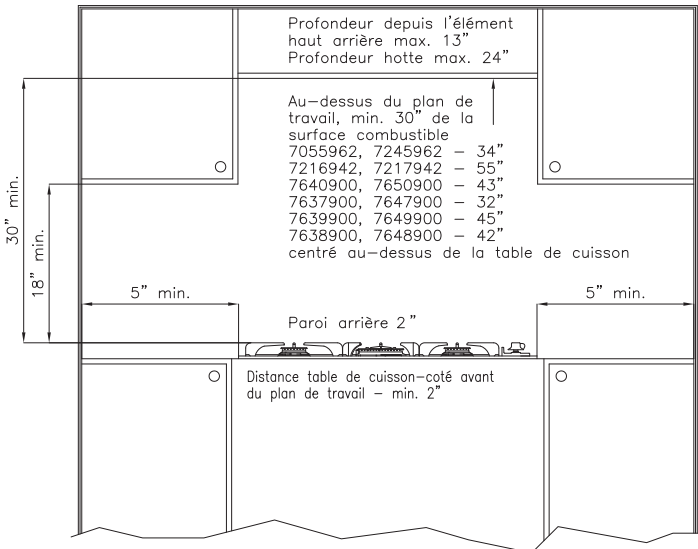 Profondeur depuis l'élément
haut arrière max. 13”
Profondeur hotte max. 24”
Au-dessus du plan de
travail, min. 30” de la
surface combustible
7055962, 7245962 - 34”
7216942, 7217942 - 55”
7640900, 7650900 - 43”
7637900, 7647900 - 32”
7639900, 7649900 - 45”
7638900, 7648900 - 42”
centré au-dessus de la table de cuisson
30” min.
18” min.
5” min.
5” min.
Paroi arrière 2”
Distance table de cuisson-coté avant
du plan de travail - min. 2”